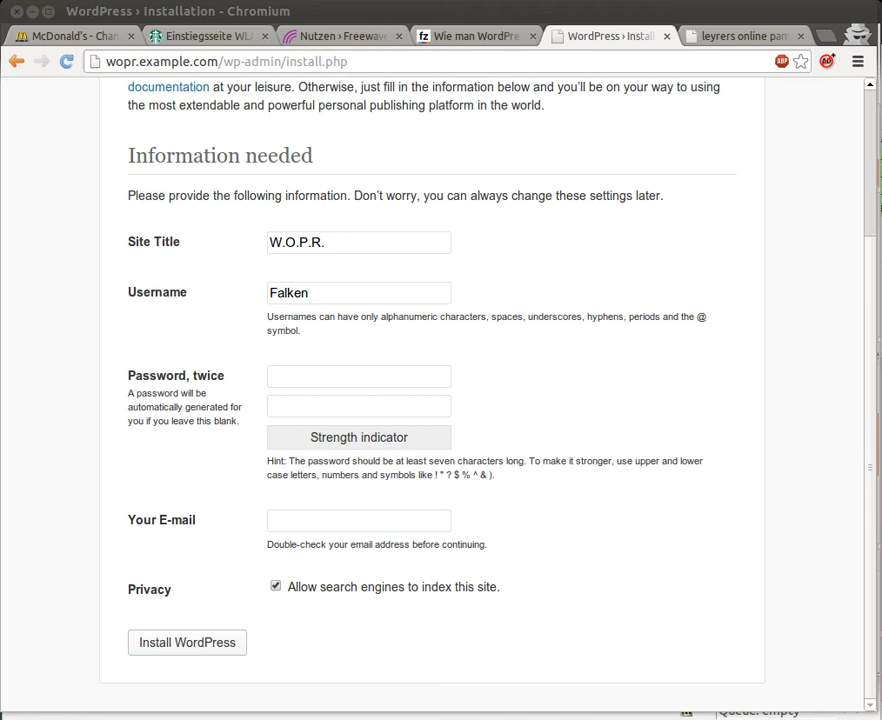 WordPress › Installation - Chromium
McDonald's - Chan
Einstiegsseite WLA
Nutzen › Freewave
Wie man WordPre
WordPress › Install
leyrers online pam
wopr.example.com/wp-admin/install.php
documentation at your leisure. Otherwise, just fill in the information below and you'll be on your way to using
the most extendable and powerful personal publishing platform in the world.
Information needed
Please provide the following information. Don't worry, you can always change these settings later.
Site Title
W.O.P.R.
Username
Falken
Usernames can have only alphanumeric characters, spaces, underscores, hyphens, periods and the @
symbol.
Password, twice
A password will be
automatically generated for
you if you leave this blank.
Strength indicator
Hint: The password should be at least seven characters long. To make it stronger, use upper and lower
case letters, numbers and symbols like ! " ? $ % ^ & ).
Your E-mail
Double-check your email address before continuing.
Privacy
Allow search engines to index this site.
Install WordPress
Queue: empty